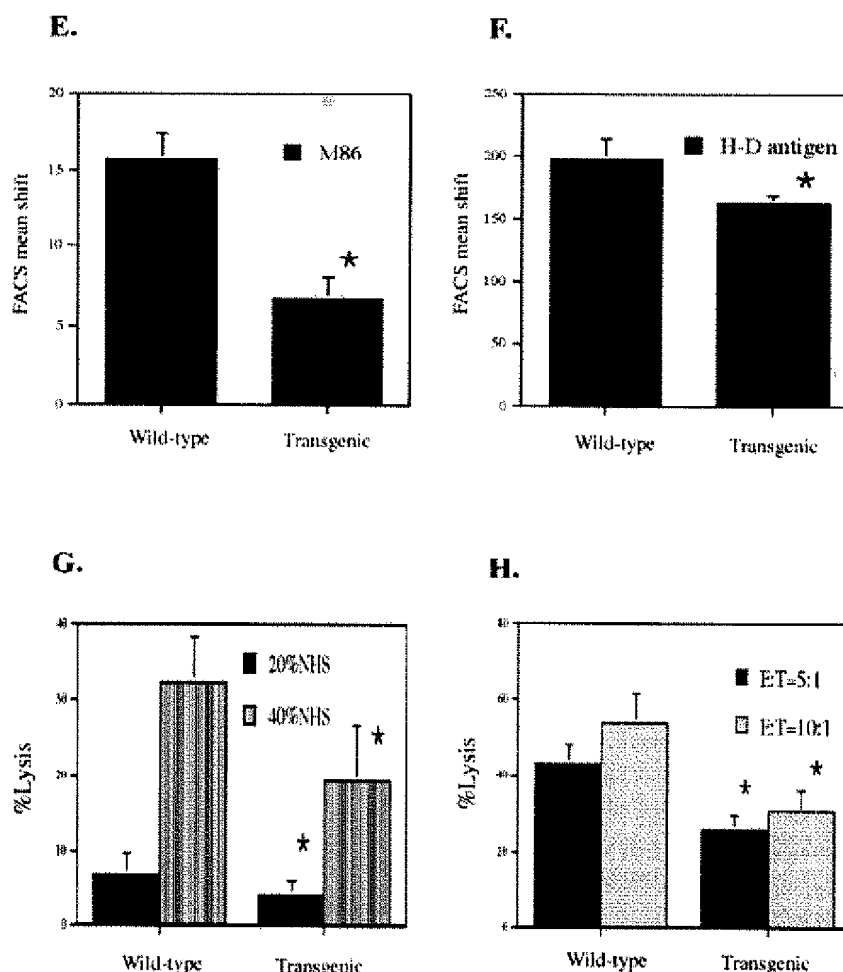 E.
20
15
10
5
0
FACS mean shift
M86
*
Wild-type
Transgenic
F.
250
200
150
100
50
0
FACS mean shift
H-D antigen
*
Wild-type
Transgenic
G.
40
30
20
10
0
%Lysis
20%NHS
40%NHS
*
*
Wild-type
Transgenic
H.
80
60
40
20
0
%Lysis
E:T=5:1
E:T=10:1
*
*
Wild-type
Transgenic